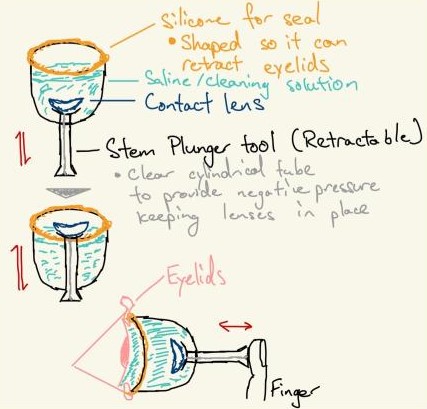 Silicone for seal
• Shaped so it can
retract eyelids
Saline/cleaning solution
Contact lens
Stem Plunger tool (Retractable)
• Clear cylindrical tube
to provide negative pressure
keeping lenses in place
Eyelids
Finger